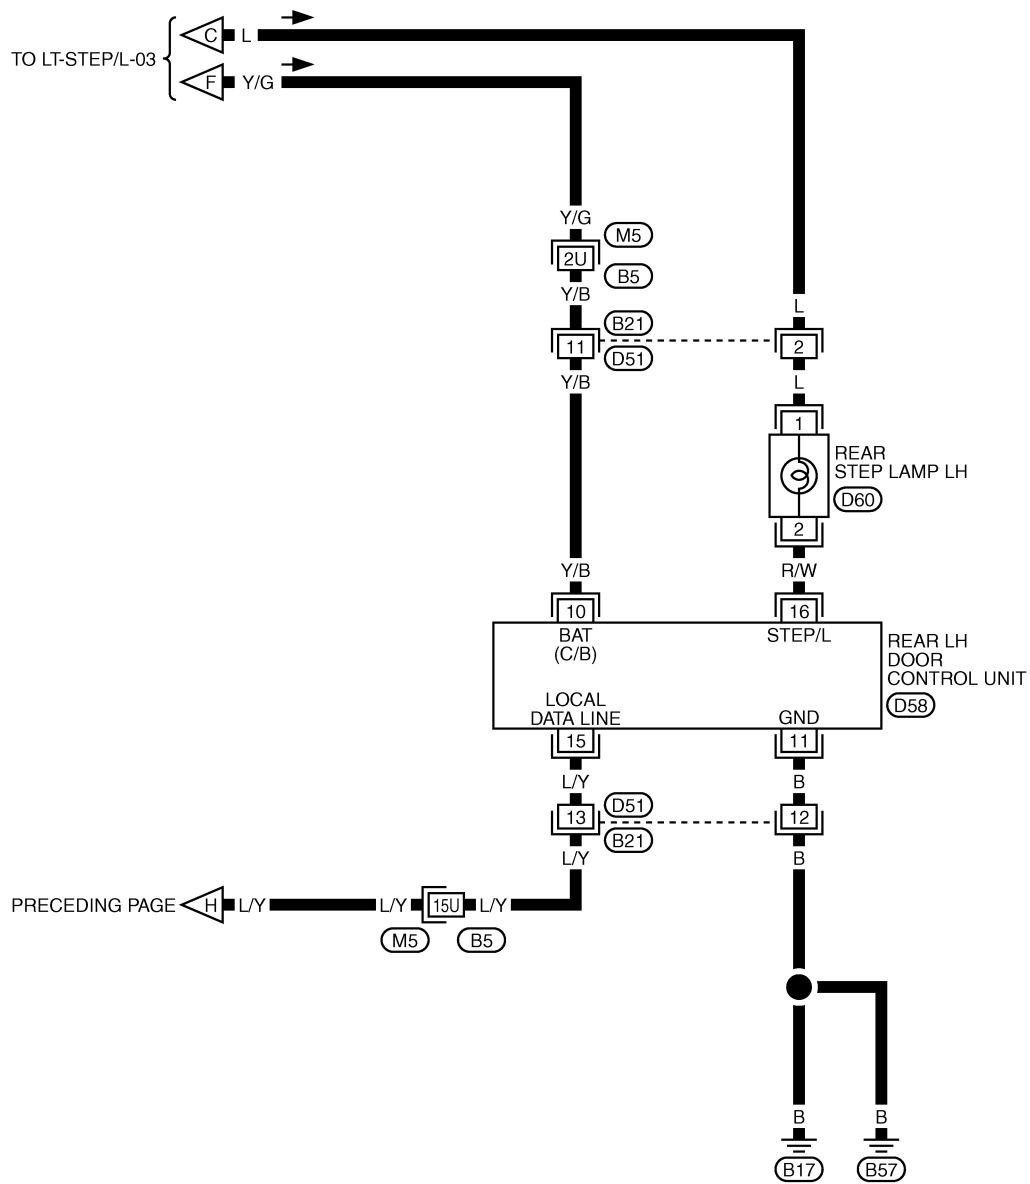 TO LT-STEP/L-03
C
L
F
Y/G
Y/G
M5
2U
B5
Y/B
L
B21
11
2
D51
Y/B
L
1
REAR
STEP LAMP LH
D60
2
Y/B
R/W
10
16
BAT
(C/B)
STEP/L
REAR LH
DOOR
CONTROL UNIT
D58
LOCAL
DATA LINE
GND
15
11
L/Y
B
D51
13
12
B21
L/Y
B
PRECEDING PAGE
H
L/Y
L/Y
15U
L/Y
M5
B5
B
B
B17
B57